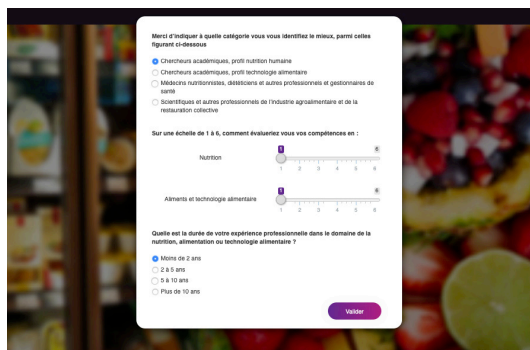 Merci d'indiquer à quelle catégorie vous vous identifiez le mieux, parmi celles
figurant ci-dessous
Chercheurs académiques, profil nutrition humaine
Chercheurs académiques, profil technologie alimentaire
Médecins nutritionnistes, diététiciens et autres professionnels et gestionnaires de
santé
Scientifiques et autres professionnels de l'industrie agroalimentaire et de la
restauration collective
Sur une échelle de 1 à 6, comment évalueriez vous vos compétences en :
1 6
Nutrition
1 2 3 4 5 6
1 6
Aliments et technologie alimentaire
1 2 3 4 5 6
Quelle est la durée de votre expérience professionnelle dans le domaine de la
nutrition, alimentation ou technologie alimentaire ?
Moins de 2 ans
2 à 5 ans
5 à 10 ans
Plus de 10 ans
Valider